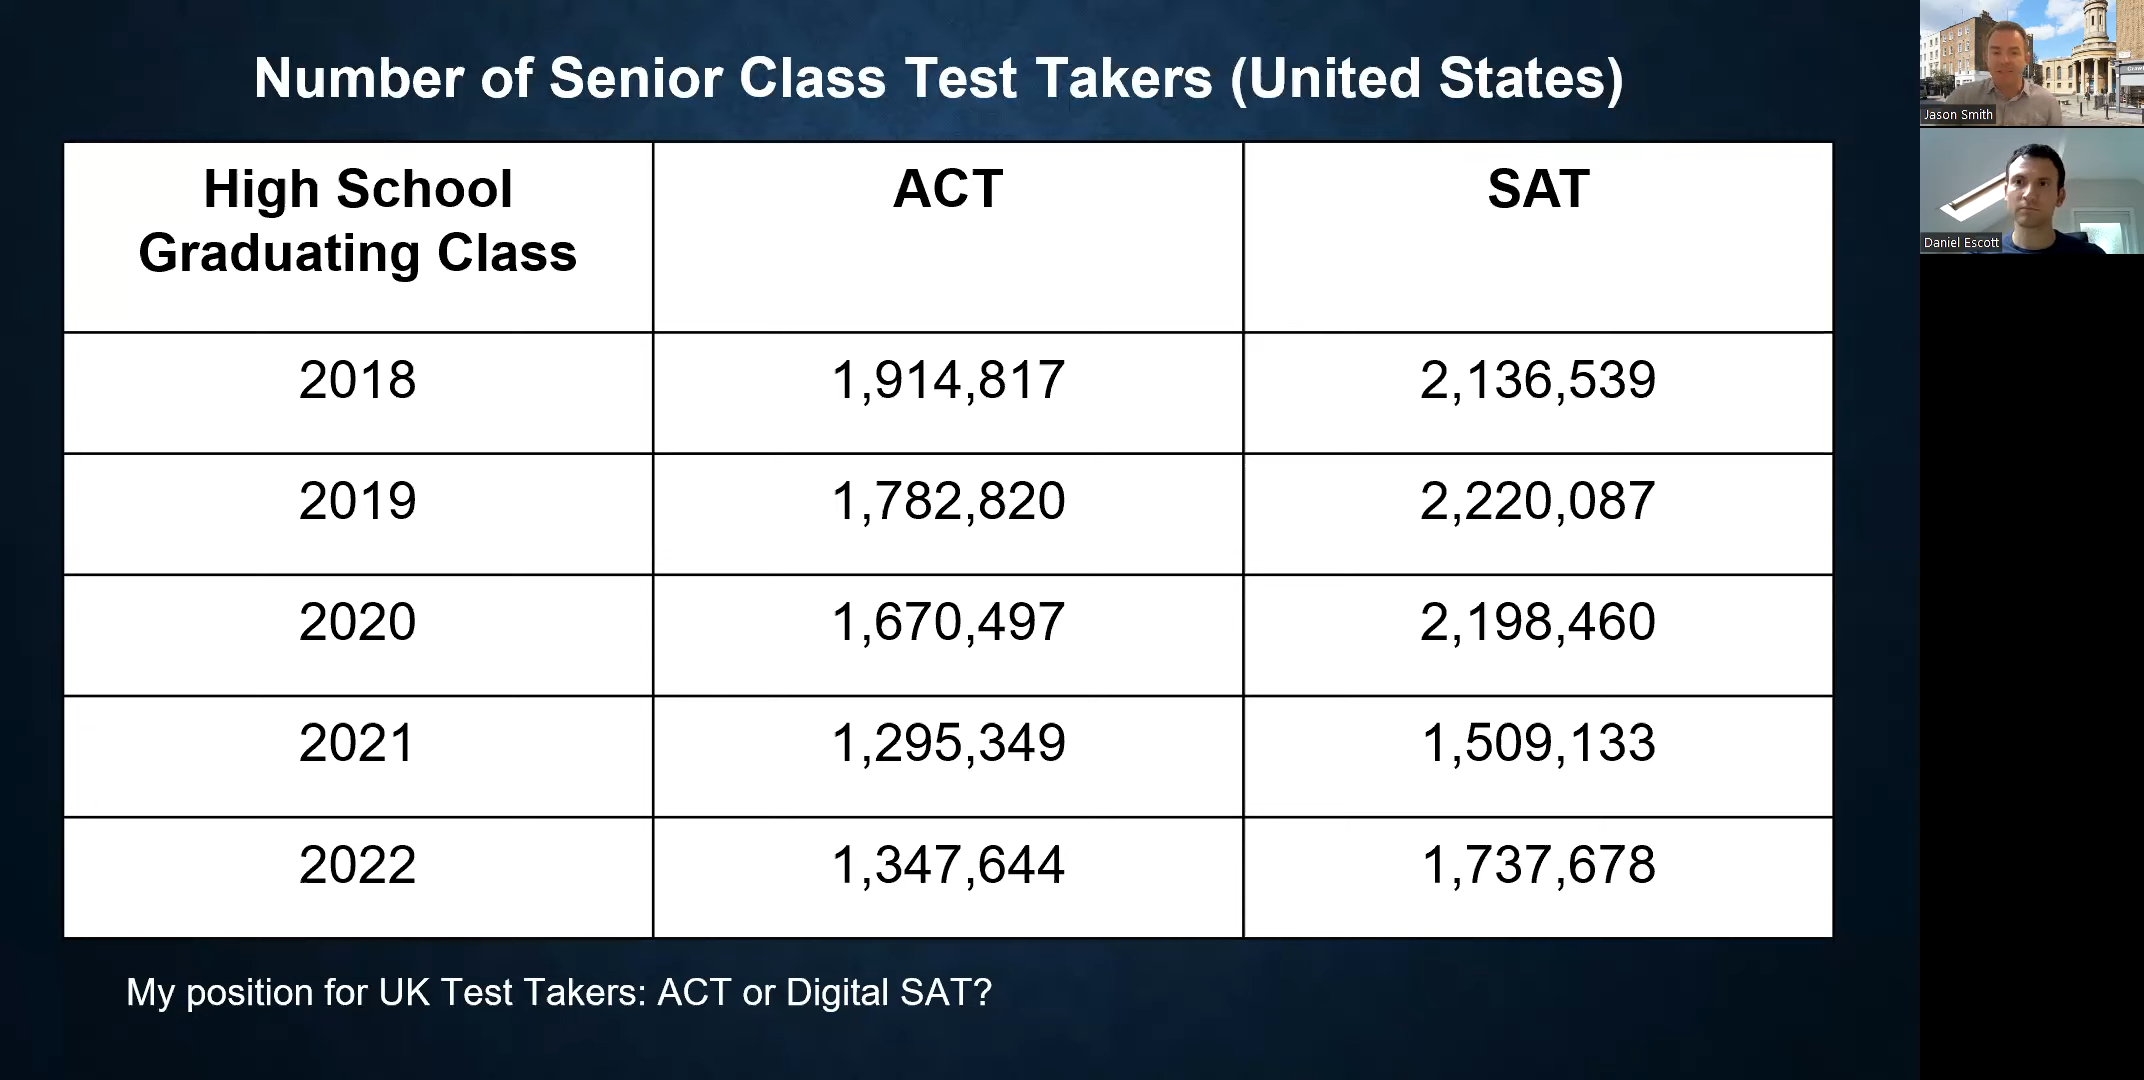 Number of Senior Class Test Takers (United States)
High School
Graduating Class
ACT
SAT
2018
1,914,817
2,136,539
2019
1,782,820
2,220,087
2020
1,670,497
2,198,460
2021
1,295,349
1,509,133
2022
1,347,644
1,737,678
My position for UK Test Takers: ACT or Digital SAT?
Jason Smith
Daniel Escott